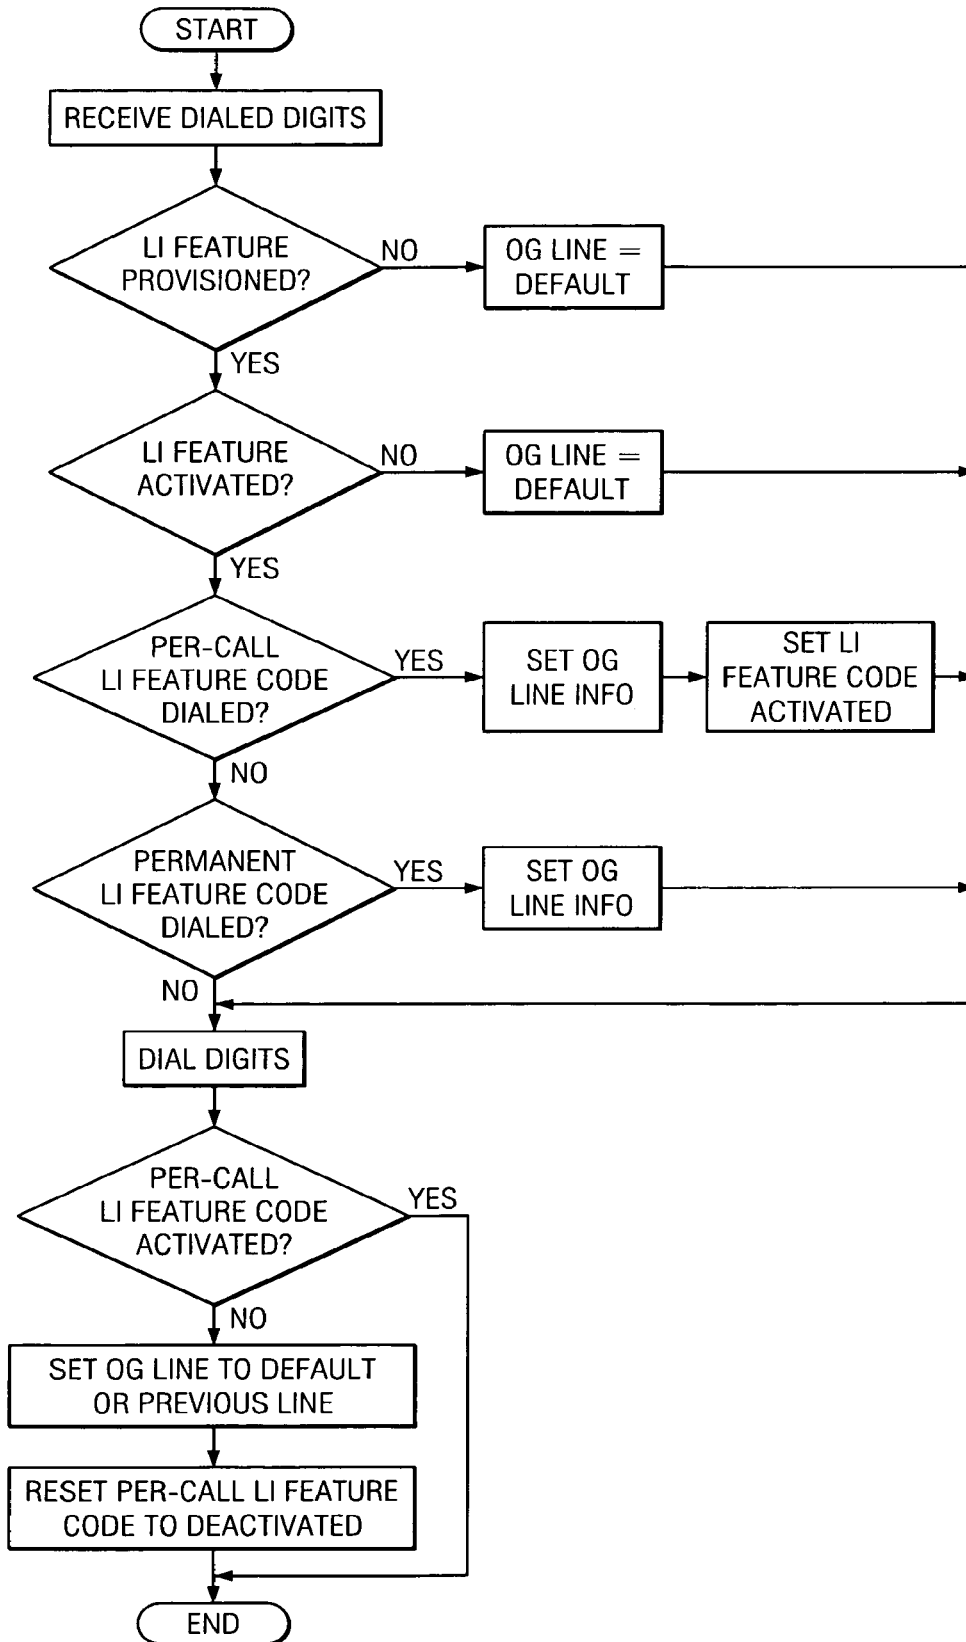 START
RECEIVE DIALED DIGITS
LI FEATURE
PROVISIONED?
NO
OG LINE =
DEFAULT
YES
LI FEATURE
ACTIVATED?
NO
OG LINE =
DEFAULT
YES
PER-CALL
LI FEATURE CODE
DIALED?
YES
SET OG
LINE INFO
SET LI
FEATURE CODE
ACTIVATED
NO
PERMANENT
LI FEATURE CODE
DIALED?
YES
SET OG
LINE INFO
NO
DIAL DIGITS
PER-CALL
LI FEATURE CODE
ACTIVATED?
YES
NO
SET OG LINE TO DEFAULT
OR PREVIOUS LINE
RESET PER-CALL LI FEATURE
CODE TO DEACTIVATED
END